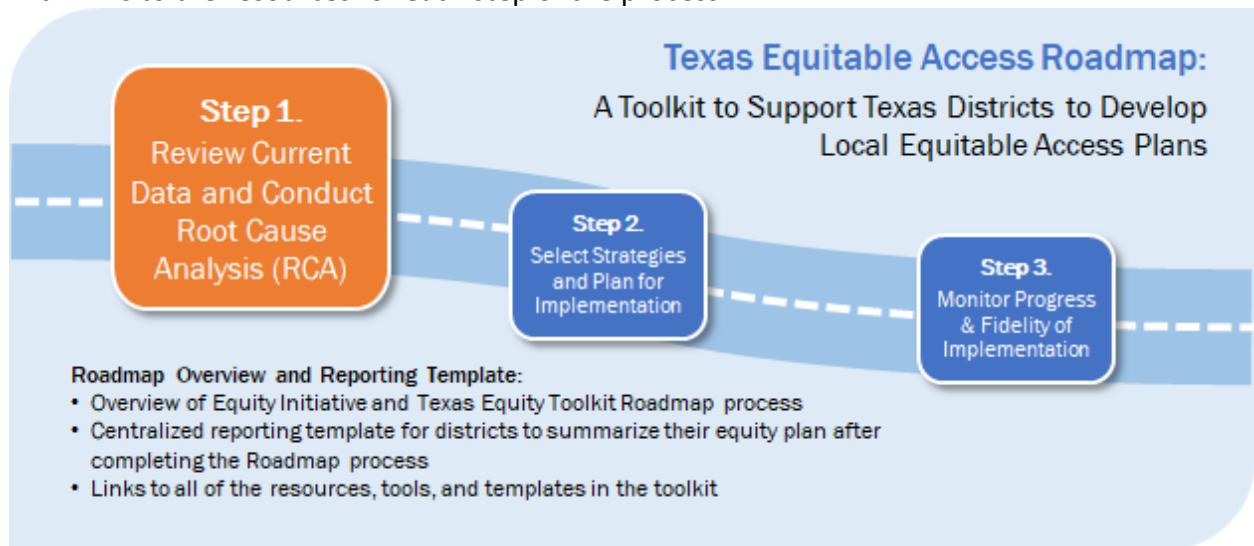 Texas Equitable Access Roadmap:
A Toolkit to Support Texas Districts to Develop
Local Equitable Access Plans
Step 1.
Review Current
Data and Conduct
Root Cause
Analysis (RCA)
Step 2.
Select Strategies
and Plan for
Implementation
Step 3.
Monitor Progress
& Fidelity of
Implementation
Roadmap Overview and Reporting Template:
• Overview of Equity Initiative and Texas Equity Toolkit Roadmap process
• Centralized reporting template for districts to summarize their equity plan after
completing the Roadmap process
• Links to all of the resources, tools, and templates in the toolkit